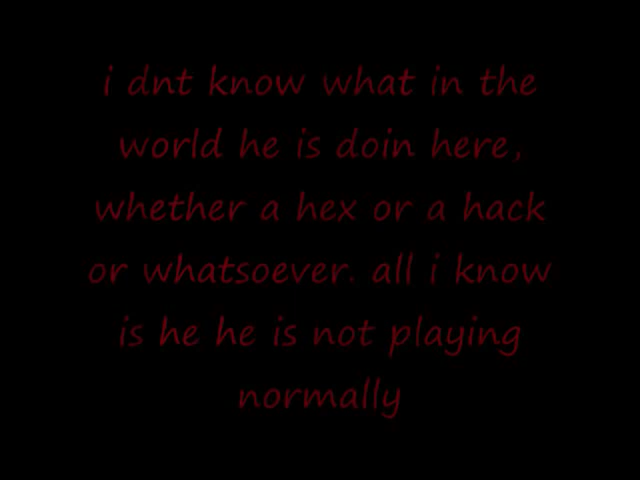 i dnt know what in the
world he is doin here,
whether a hex or a hack
or whatsoever. all i know
is he he is not playing
normally